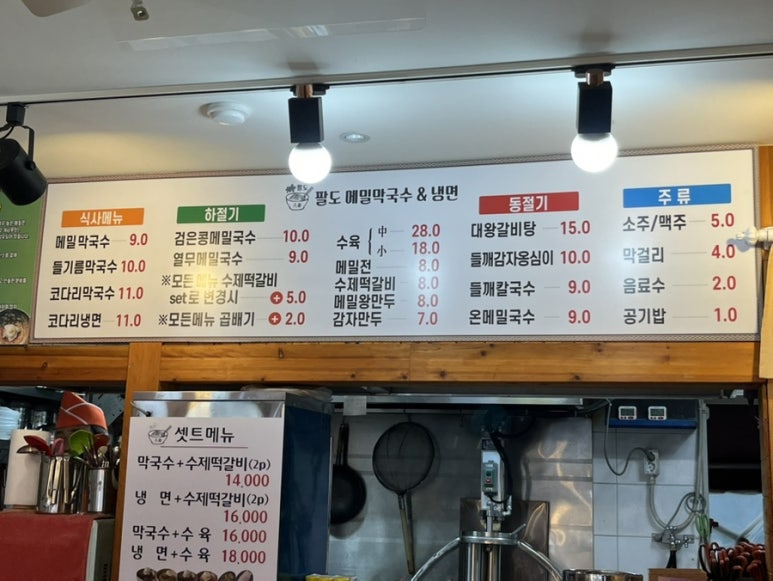 팔도 메밀막국수 & 냉면
식사메뉴
메밀막국수 9.0
들기름막국수 10.0
코다리막국수 11.0
코다리냉면 11.0
하절기
검은콩메밀국수 10.0
열무메밀국수 9.0
※모든메뉴 수제떡갈비
set로 변경시 + 5.0
※모든메뉴 곱빼기 + 2.0
수육 中 28.0
小 18.0
메밀전 8.0
수제떡갈비 8.0
메밀왕만두 8.0
감자만두 7.0
동절기
대왕갈비탕 15.0
들깨감자옹심이 10.0
들깨칼국수 9.0
온메밀국수 9.0
주 류
소주/맥주 5.0
막걸리 4.0
음료수 2.0
공기밥 1.0
셋트메뉴
막국수+수제떡갈비(2p)
14,000
냉 면+수제떡갈비(2p)
16,000
막국수+수 육 16,000
냉 면+수 육 18,000